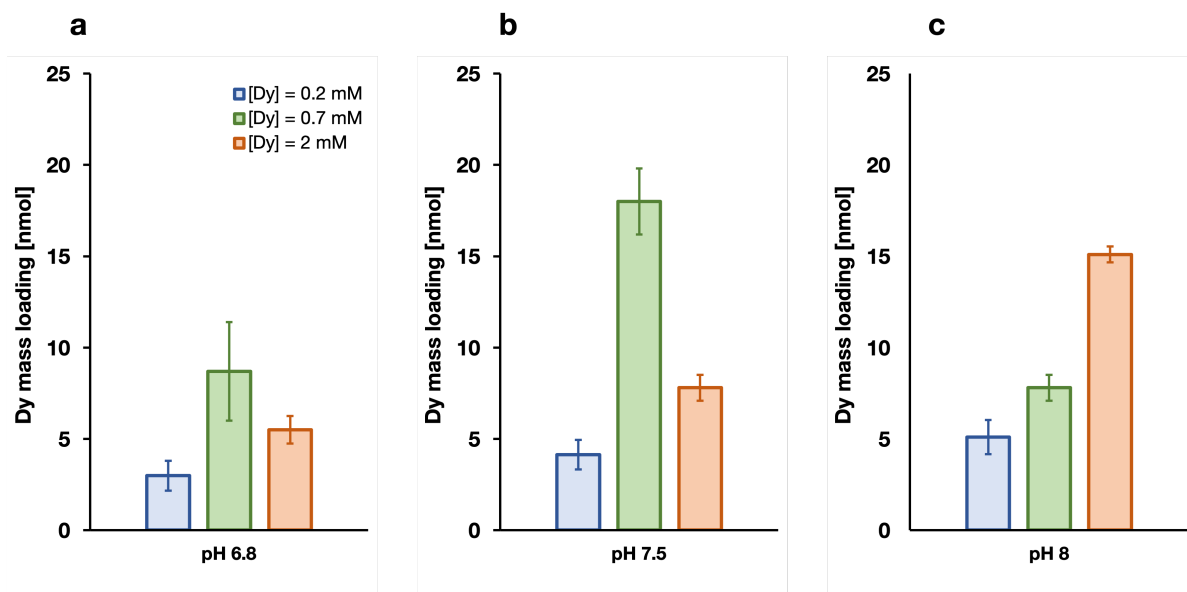 a
25
20
15
10
5
0
Dy mass loading [nmol]
[Dy] = 0.2 mM
[Dy] = 0.7 mM
[Dy] = 2 mM
pH 6.8
b
25
20
15
10
5
0
Dy mass loading [nmol]
pH 7.5
c
25
20
15
10
5
0
Dy mass loading [nmol]
pH 8